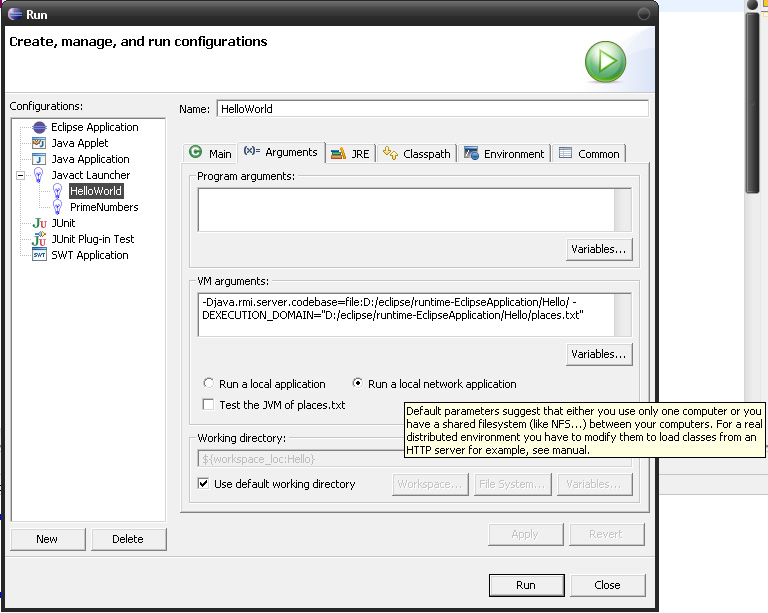 Run
Create, manage, and run configurations
Configurations:
Eclipse Application
Java Applet
Java Application
Javact Launcher
HelloWorld
PrimeNumbers
Ju JUnit
JUnit Plug-in Test
SWT SWT Application
New
Delete
Name: HelloWorld
Main
(x)= Arguments
JRE
Classpath
Environment
Common
Program arguments:
Variables...
VM arguments:
-Djava.rmi.server.codebase=file:D:/eclipse/runtime-EclipseApplication/Hello/ -
DEXECUTION_DOMAIN="D:/eclipse/runtime-EclipseApplication/Hello/places.txt"
Variables...
Run a local application
Run a local network application
Test the JVM of places.txt
Default parameters suggest that either you use only one computer or you
have a shared filesystem (like NFS...) between your computers. For a real
distributed environment you have to modify them to load classes from an
HTTP server for example, see manual.
Working directory:
${workspace_loc:Hello}
Use default working directory
Workspace...
File System...
Variables...
Apply
Revert
Run
Close